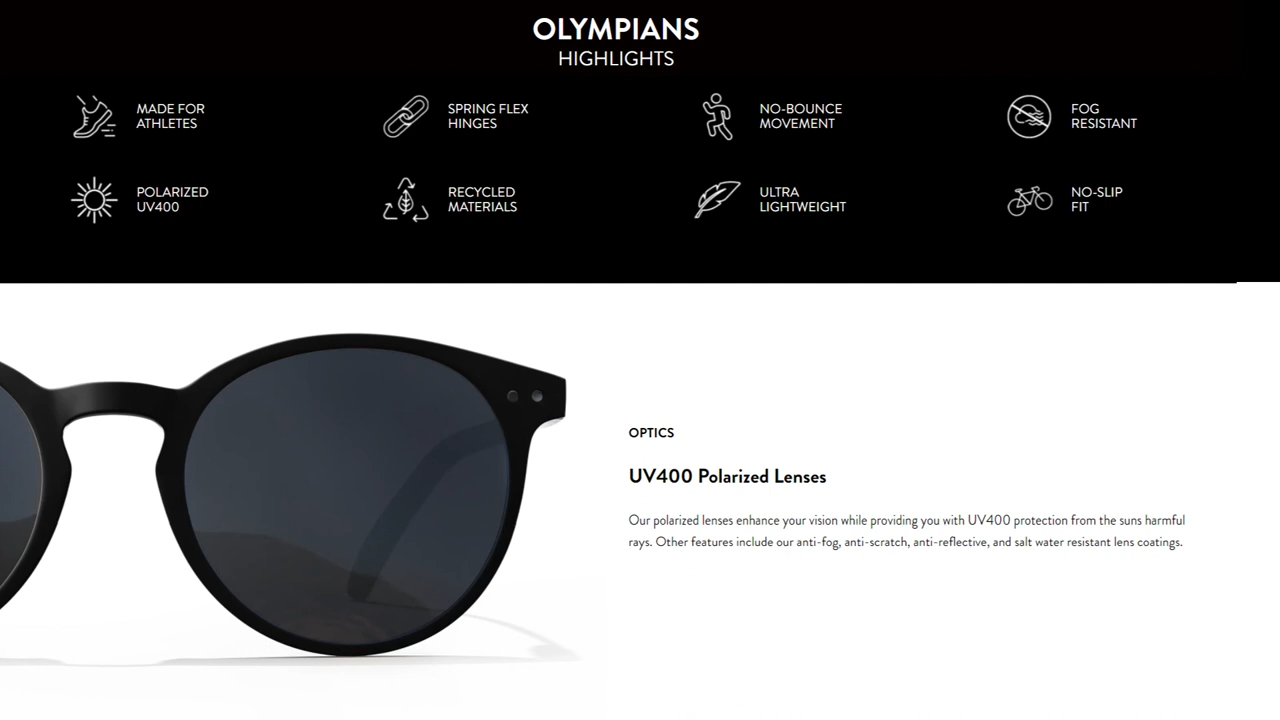 OLYMPIANS
HIGHLIGHTS
MADE FOR
ATHLETES
SPRING FLEX
HINGES
NO-BOUNCE
MOVEMENT
FOG
RESISTANT
POLARIZED
UV400
RECYCLED
MATERIALS
ULTRA
LIGHTWEIGHT
NO-SLIP
FIT
OPTICS
UV400 Polarized Lenses
Our polarized lenses enhance your vision while providing you with UV400 protection from the suns harmful
rays. Other features include our anti-fog, anti-scratch, anti-reflective, and salt water resistant lens coatings.